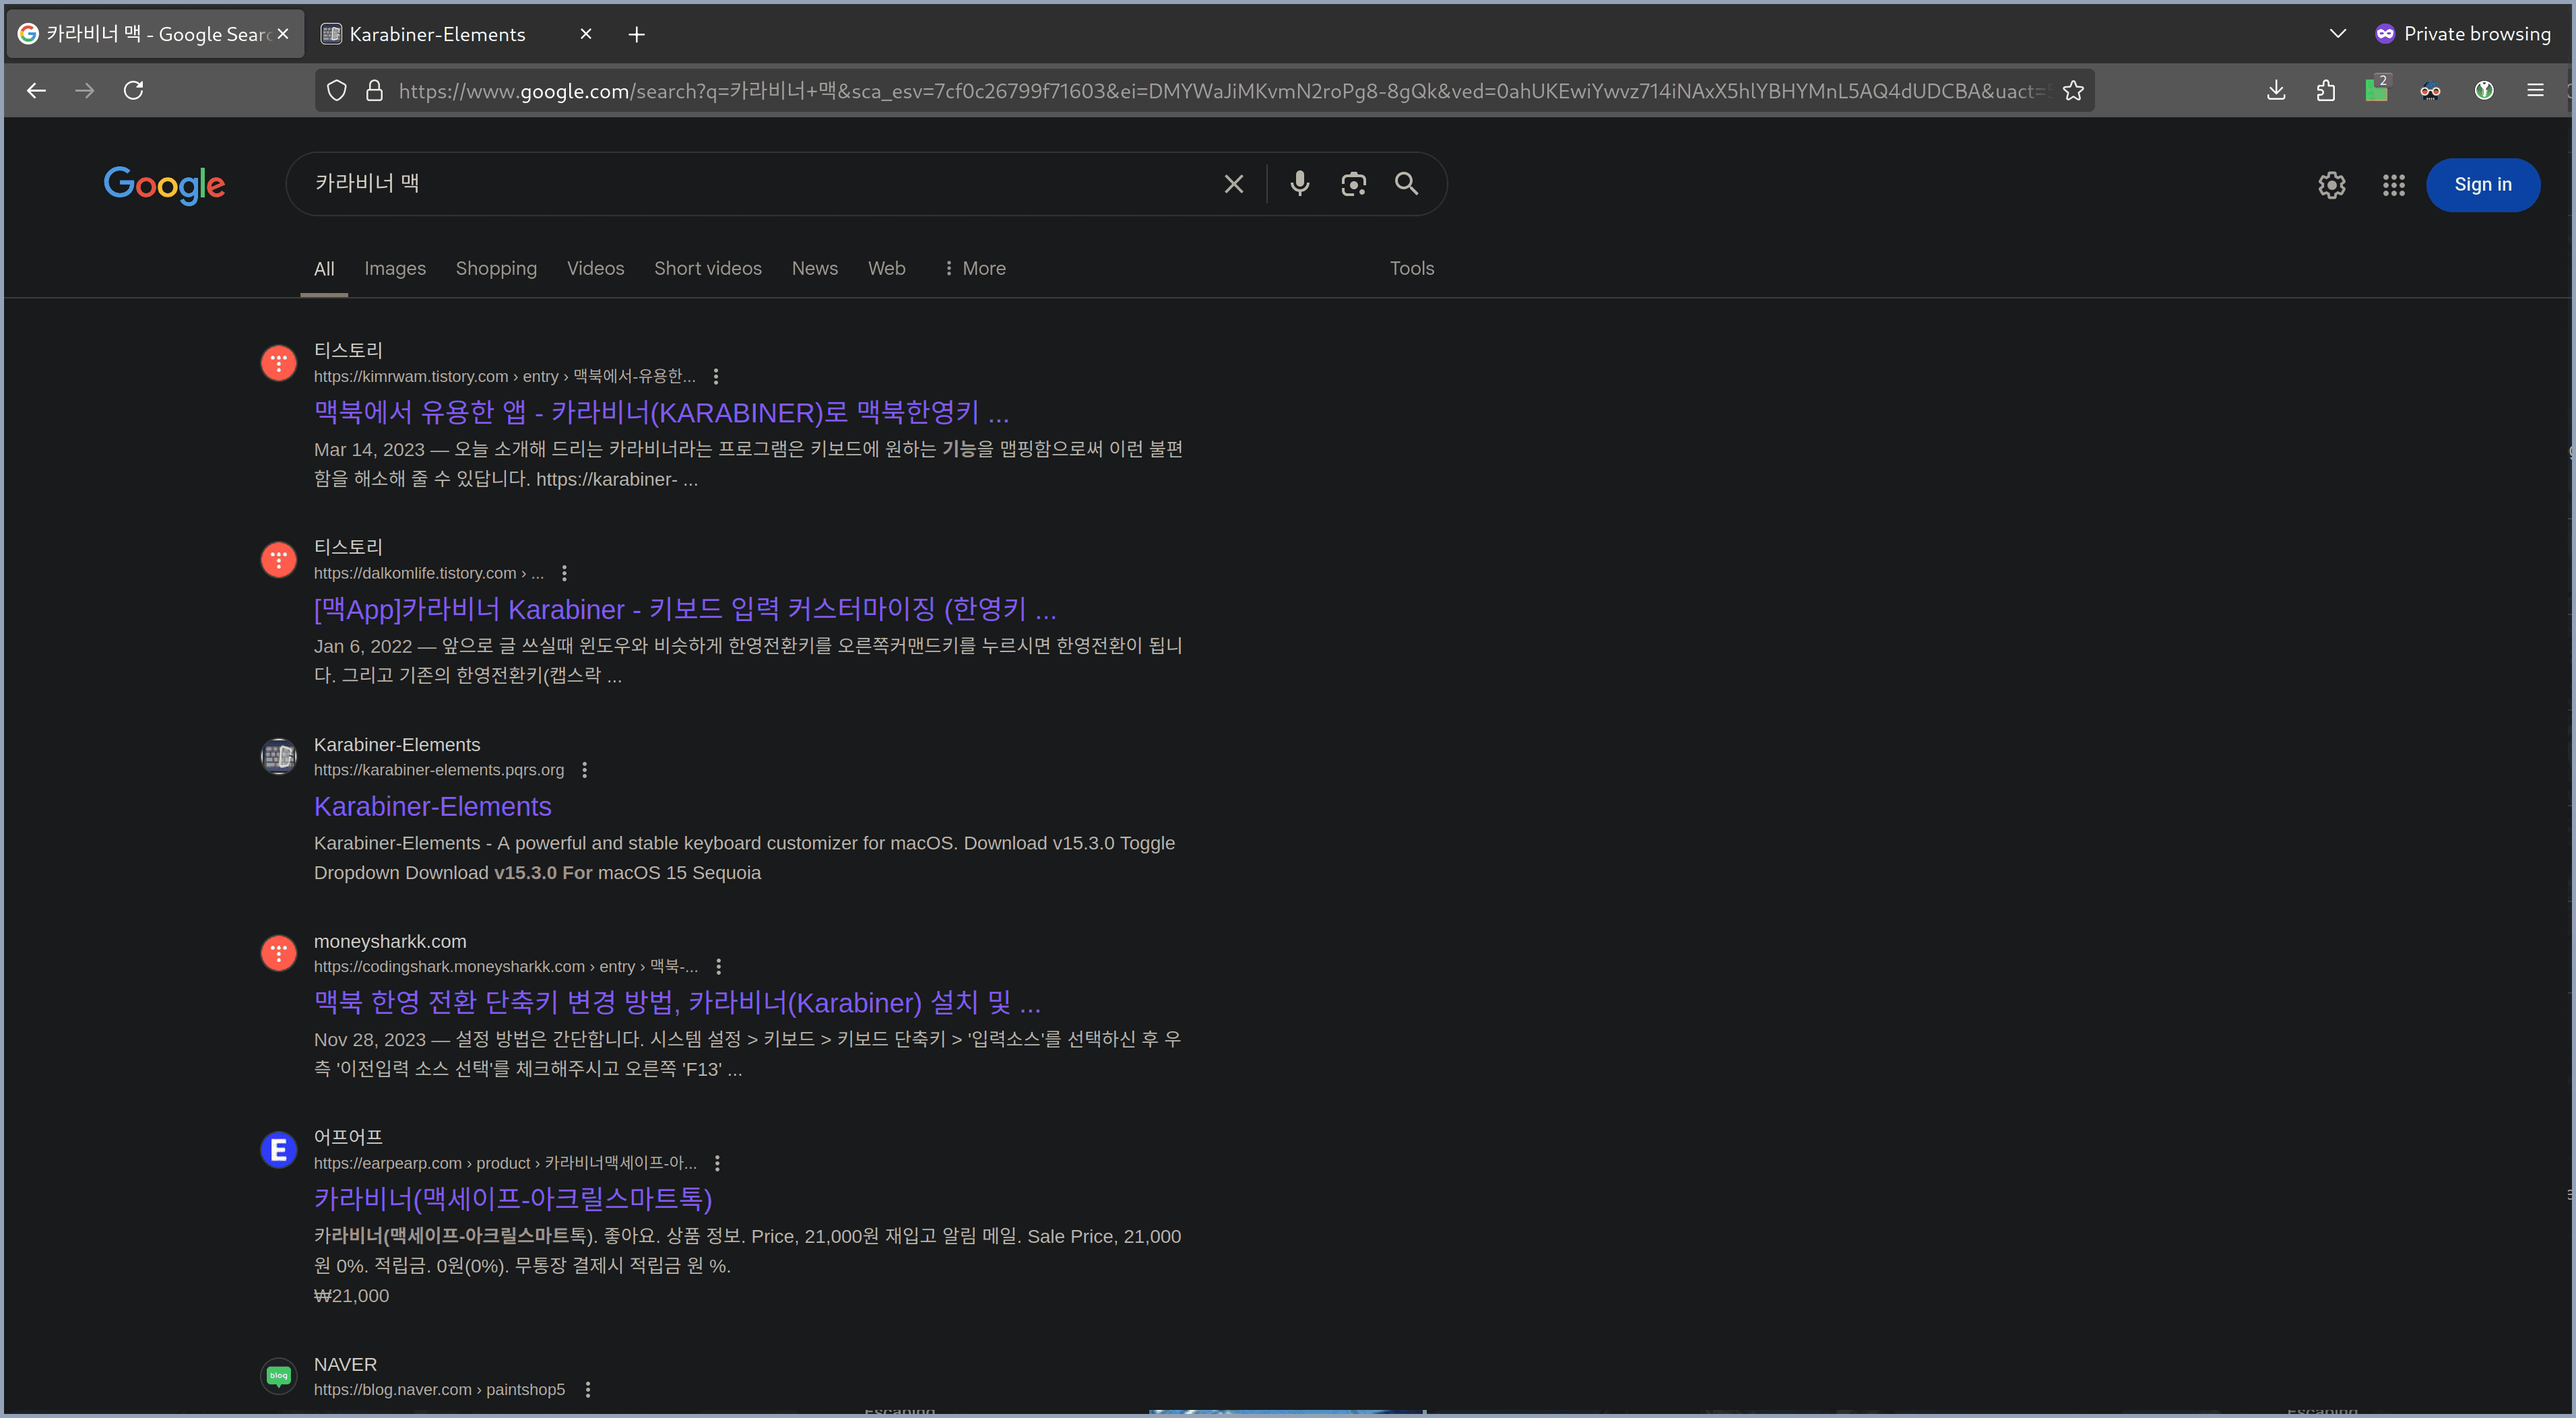 카라비너 맥 - Google Sear
Karabiner-Elements
Private browsing
https://www.google.com/search?q=카라비너+맥&sca_esv=7cf0c26799f71603&ei=DMYWaJiMKvmN2roPg8-8gQk&ved=0ahUKEwiYwvz714iNAxX5hlYBHYMnL5AQ4dUDCBA&uact=
2
Google
카라비너 맥
Sign in
All Images Shopping Videos Short videos News Web More Tools
티스토리
https://kimrwam.tistory.com › entry › 맥북에서-유용한...
맥북에서 유용한 앱 - 카라비너(KARABINER)로 맥북한영키 ...
Mar 14, 2023 — 오늘 소개해 드리는 카라비너라는 프로그램은 키보드에 원하는 기능을 맵핑함으로써 이런 불편
함을 해소해 줄 수 있답니다. https://karabiner- ...
티스토리
https://dalkomlife.tistory.com › ...
[맥App]카라비너 Karabiner - 키보드 입력 커스터마이징 (한영키 ...
Jan 6, 2022 — 앞으로 글 쓰실때 윈도우와 비슷하게 한영전환키를 오른쪽커맨드키를 누르시면 한영전환이 됩니
다. 그리고 기존의 한영전환키(캡스락 ...
Karabiner-Elements
https://karabiner-elements.pqrs.org
Karabiner-Elements
Karabiner-Elements - A powerful and stable keyboard customizer for macOS. Download v15.3.0 Toggle
Dropdown Download v15.3.0 For macOS 15 Sequoia
moneysharkk.com
https://codingshark.moneysharkk.com › entry › 맥북-...
맥북 한영 전환 단축키 변경 방법, 카라비너(Karabiner) 설치 및 ...
Nov 28, 2023 — 설정 방법은 간단합니다. 시스템 설정 > 키보드 > 키보드 단축키 > '입력소스'를 선택하신 후 우
측 '이전입력 소스 선택'를 체크해주시고 오른쪽 'F13' ...
E
어프어프
https://earpearp.com › product › 카라비너맥세이프-아...
카라비너(맥세이프-아크릴스마트톡)
카라비너(맥세이프-아크릴스마트톡). 좋아요. 상품 정보. Price, 21,000원 재입고 알림 메일. Sale Price, 21,000
원 0%. 적립금. 0원(0%). 무통장 결제시 적립금 원 %.
₩21,000
blog
NAVER
https://blog.naver.com › paintshop5